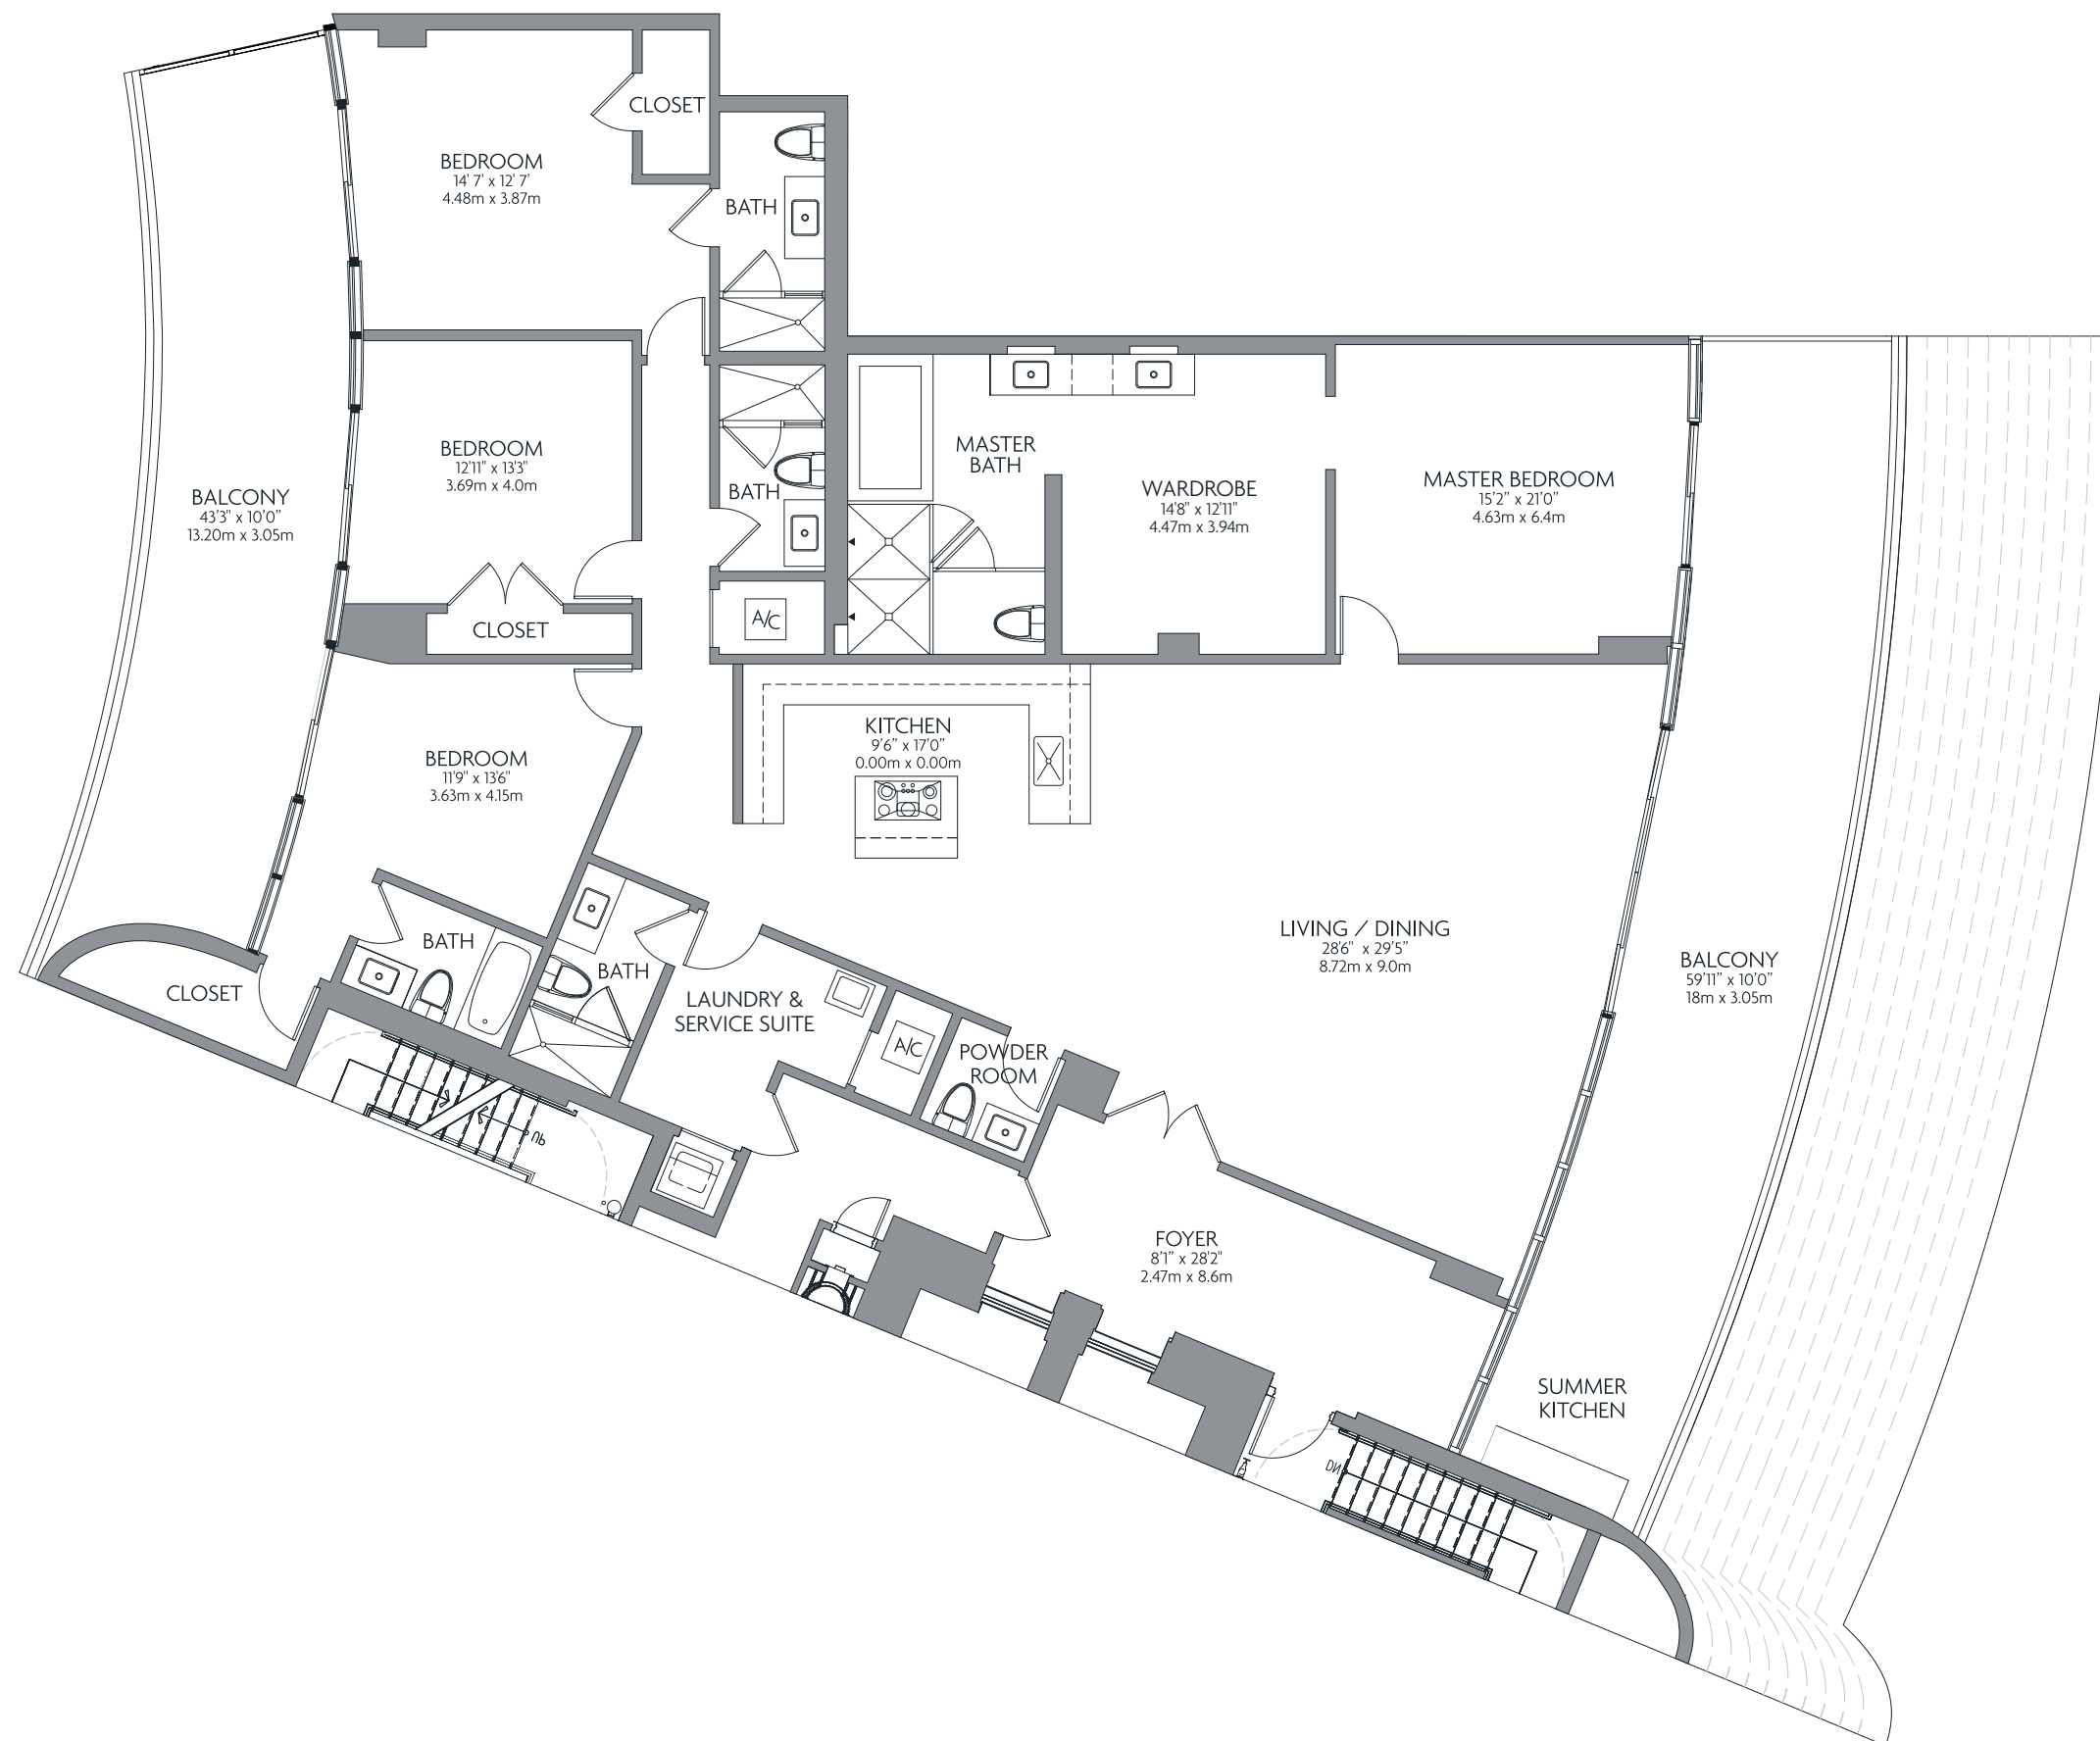 CLOSET
BEDROOM
14' 7' x 12' 7'
4.48m x 3.87m
BATH
BEDROOM
12'11" x 13'3"
3.69m x 4.0m
BALCONY
43'3" x 10'0"
13.20m x 3.05m
BATH
MASTER
BATH
WARDROBE
14'8" x 12'11"
4.47m x 3.94m
MASTER BEDROOM
15'2" x 21'0"
4.63m x 6.4m
CLOSET
A/C
KITCHEN
9'6" x 17'0"
0.00m x 0.00m
BEDROOM
11'9" x 13'6"
3.63m x 4.15m
BATH
BATH
CLOSET
LAUNDRY &
SERVICE SUITE
A/C
POWDER
ROOM
LIVING / DINING
28'6" x 29'5"
8.72m x 9.0m
BALCONY
59'11" x 10'0"
18m x 3.05m
UP
FOYER
8'1" x 28'2"
2.47m x 8.6m
SUMMER
KITCHEN
DN